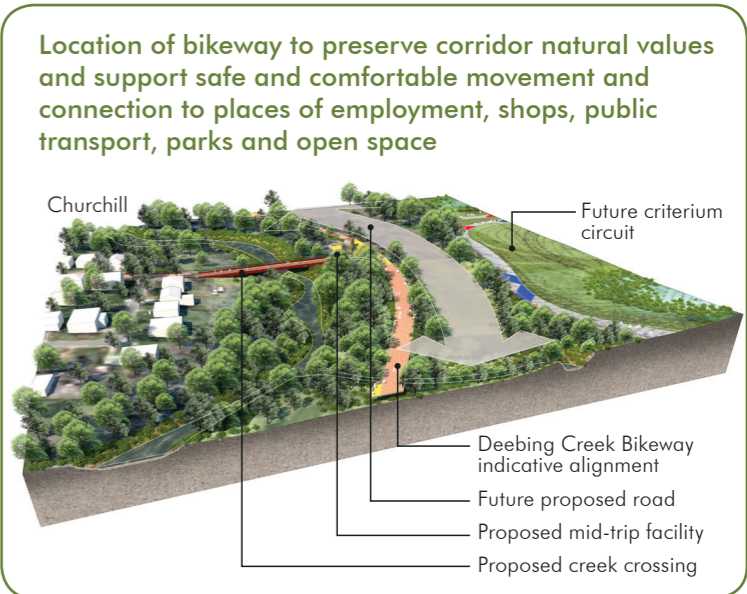 Location of bikeway to preserve corridor natural values
and support safe and comfortable movement and
connection to places of employment, shops, public
transport, parks and open space
Churchill
Future criterium
circuit
Deebing Creek Bikeway
indicative alignment
Future proposed road
Proposed mid-trip facility
Proposed creek crossing